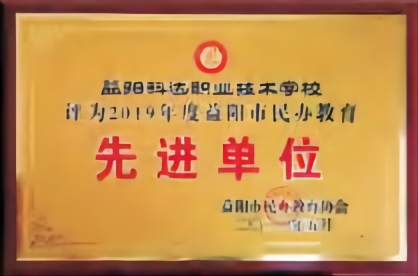 益阳科达职业技术学校
评为2019年度益阳市民办教育
先进单位
益阳市民办教育协会